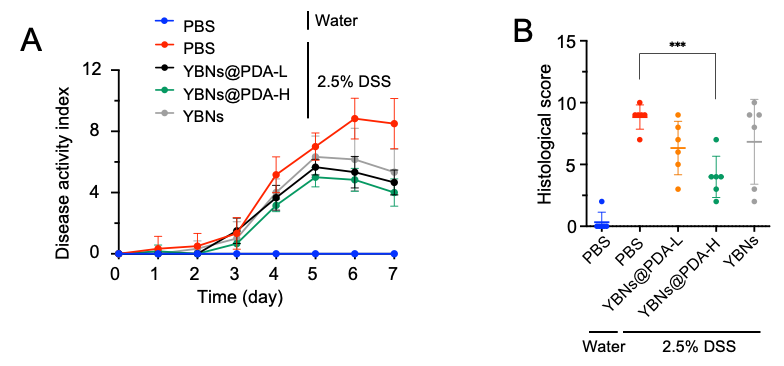 A
PBS
PBS
YBNs@PDA-L
YBNs@PDA-H
YBNs
Water
2.5% DSS
Disease activity index
12
8
4
0
0 1 2 3 4 5 6 7
Time (day)
B
***
Histological score
15
10
5
0
PBS
PBS
YBNs@PDA-L
YBNs@PDA-H
YBNs
Water
2.5% DSS